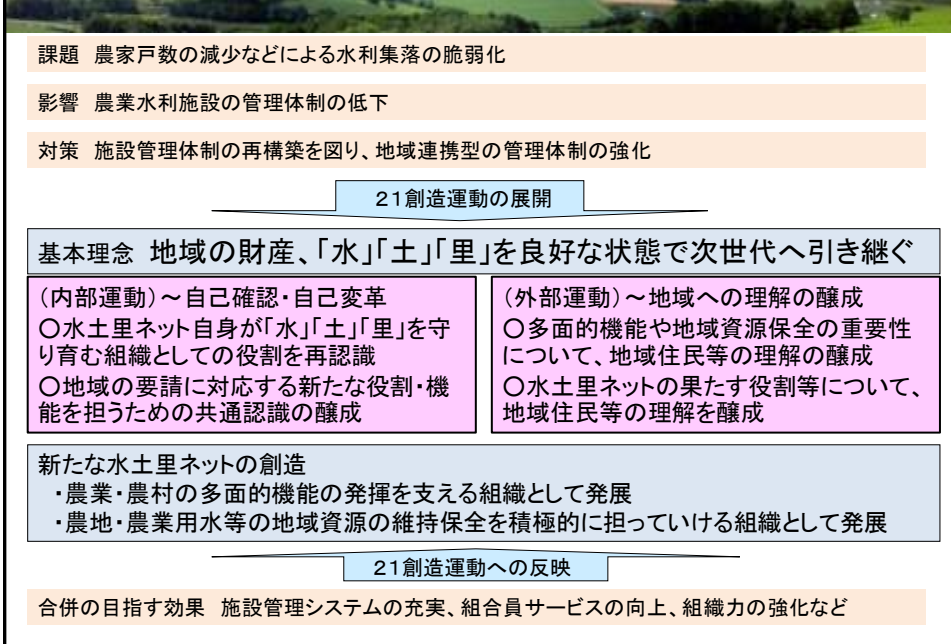 課題 農家戸数の減少などによる水利集落の脆弱化
影響 農業水利施設の管理体制の低下
対策 施設管理体制の再構築を図り、地域連携型の管理体制の強化
21創造運動の展開
基本理念 地域の財産、「水」「土」「里」を良好な状態で次世代へ引き継ぐ
(内部運動)~自己確認・自己変革
〇水土里ネット自身が「水」「土」「里」を守
り育む組織としての役割を再認識
〇地域の要請に対応する新たな役割・機
能を担うための共通認識の醸成
(外部運動)~地域への理解の醸成
〇多面的機能や地域資源保全の重要性
について、地域住民等の理解の醸成
〇水土里ネットの果たす役割等について、
地域住民等の理解を醸成
新たな水土里ネットの創造
・農業・農村の多面的機能の発揮を支える組織として発展
・農地・農業用水等の地域資源の維持保全を積極的に担っていける組織として発展
21創造運動への反映
合併の目指す効果 施設管理システムの充実、組合員サービスの向上、組織力の強化など